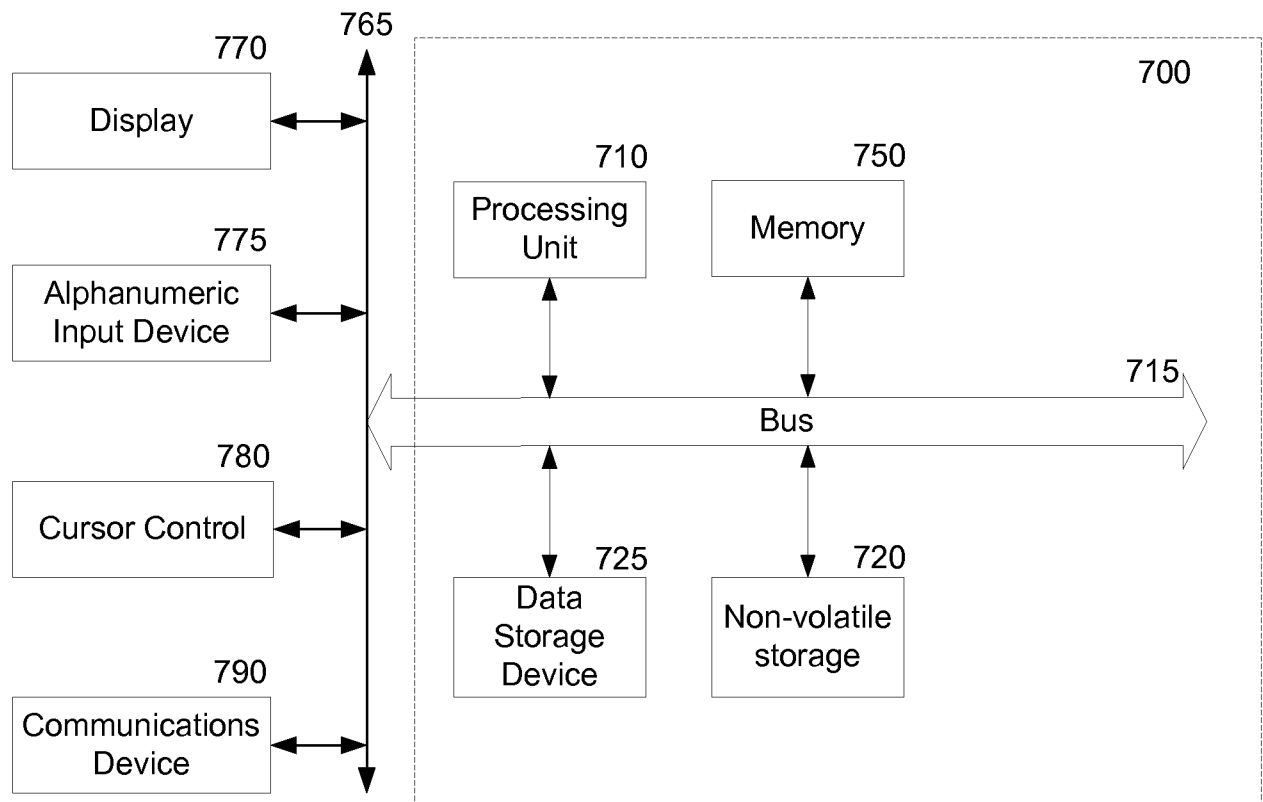 765
770
Display
700
710
Processing
Unit
750
Memory
775
Alphanumeric
Input Device
715
Bus
780
Cursor Control
725
Data
Storage
Device
720
Non-volatile
storage
790
Communications
Device